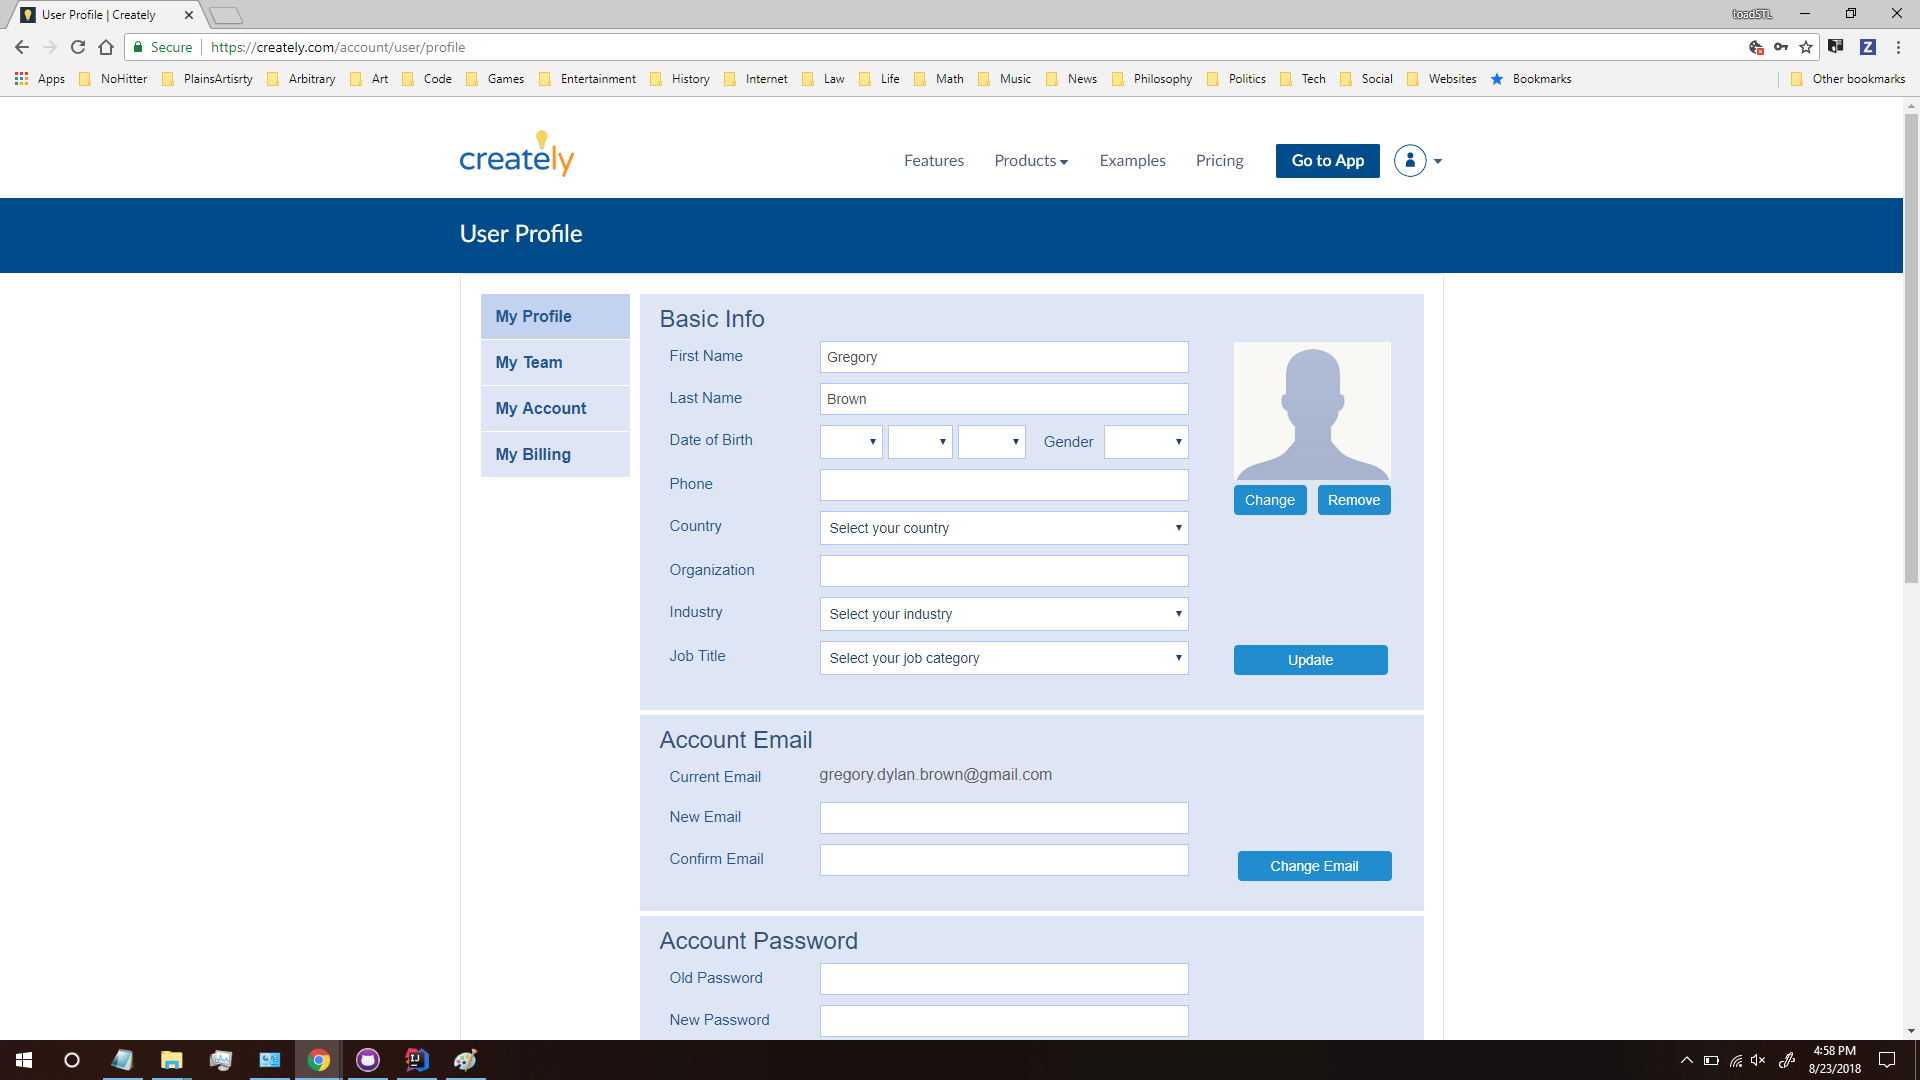 User Profile | Creately
toadSTL
Secure https://creately.com/account/user/profile
Apps NoHitter PlainsArtisrty Arbitrary Art Code Games Entertainment History Internet Law Life Math Music News Philosophy Politics Tech Social Websites Bookmarks Other bookmarks
creately
Features Products Examples Pricing Go to App
User Profile
My Profile
My Team
My Account
My Billing
Basic Info
First Name Gregory
Last Name Brown
Date of Birth Gender
Phone
Change Remove
Country Select your country
Organization
Industry Select your industry
Job Title Select your job category
Update
Account Email
Current Email gregory.dylan.brown@gmail.com
New Email
Confirm Email
Change Email
Account Password
Old Password
New Password
4:58 PM
8/23/2018